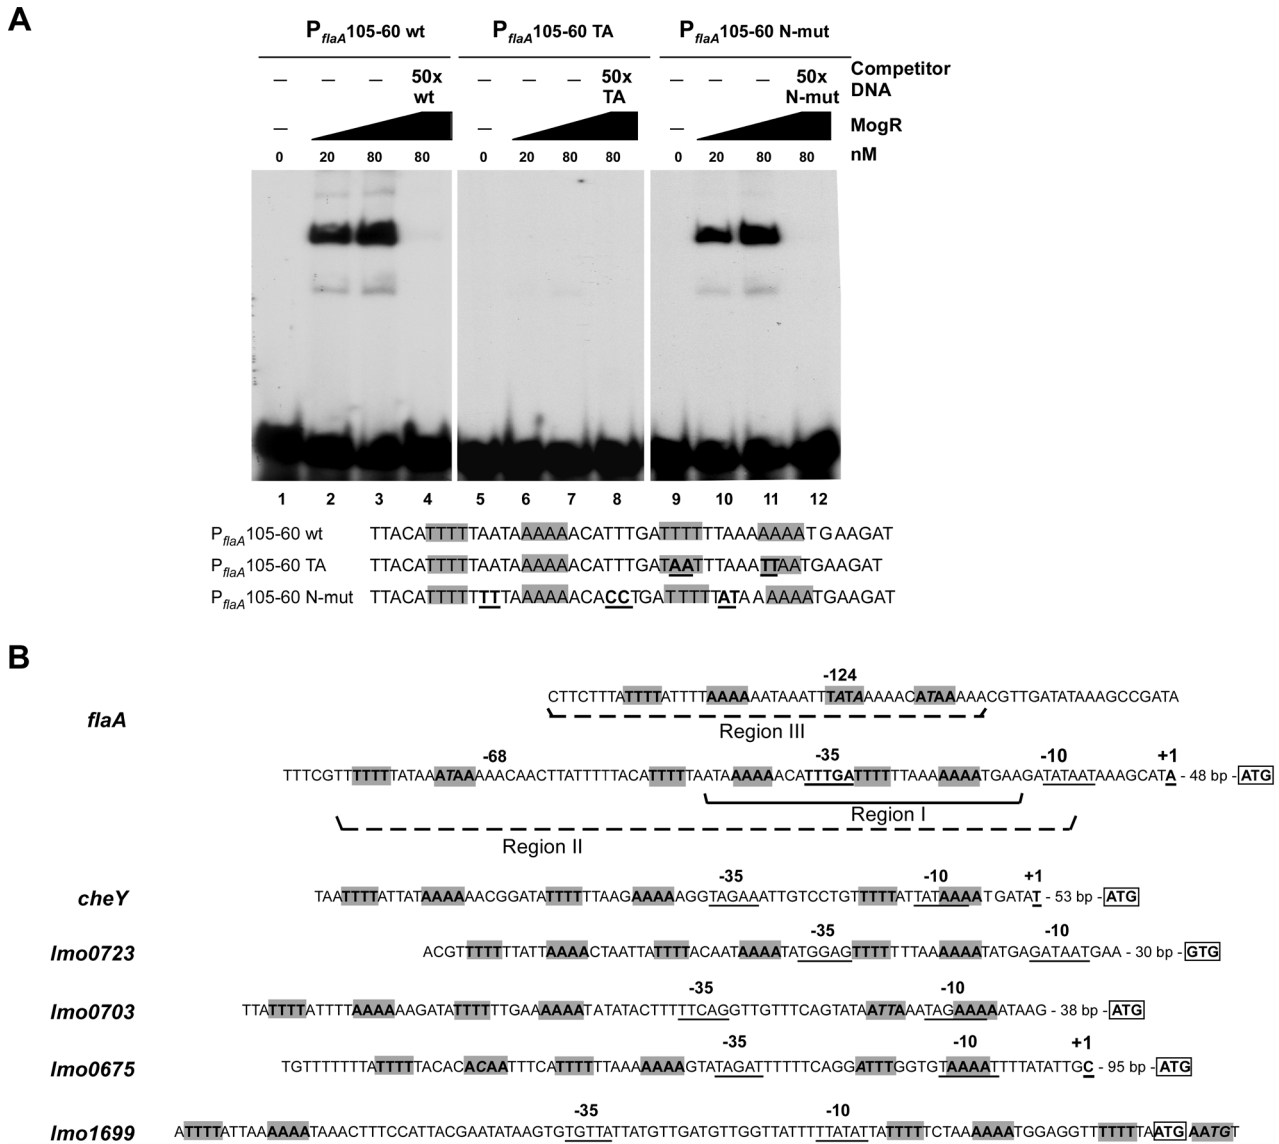 A
PflaA105-60 wt PflaA105-60 TA PflaA105-60 N-mut
— — — 50x wt — — — 50x TA — — — 50x N-mut Competitor DNA
— — — MogR
0 20 80 80 0 20 80 80 0 20 80 80 nM
1 2 3 4 5 6 7 8 9 10 11 12
PflaA105-60 wt TTACATTTTTAATAAAAAACATTTGATTTTTTAAAAAAATGAAGAT
PflaA105-60 TA TTACATTTTTAATAAAAAACATTTGATAATTTAAATTAATGAAGAT
PflaA105-60 N-mut TTACATTTTTTTTAAAAAACACCTGATTTTTATAAAAAATGAAGAT
B
-124
CTTCTTTATTTTATTTTAAAAAATAAATTTATAAAAACATAAAAACGTTGATATAAAGCCGATA
flaA
Region III
-68 -35 -10 +1
TTTCGTTTTTTTATAAATAAAAACAACTTATTTTTACATTTTTAATAAAAAACATTTGATTTTTTAAAAAAATGAAGATATAATAAAGCATA - 48 bp - ATG
Region I
Region II
-35 -10 +1
cheY TAATTTTATTATAAAAAACGGATATTTTTTAAGAAAAAGGTAGAAATTGTCCTGTTTTTATTATAAAATGATAT - 53 bp - ATG
-35 -10
lmo0723 ACGTTTTTTTATTAAAACTAATTATTTTACAATAAAATATGGAGTTTTTTTAAAAAATATGAGATAATGAA - 30 bp - GTG
-35 -10
lmo0703 TTATTTTATTTTAAAAAAGATATTTTTTGAAAAAATATATACTTTTTCAGGTTGTTTCAGTATAATTAAATAGAAAAATAAG - 38 bp - ATG
-35 -10 +1
lmo0675 TGTTTTTTTATTTTTACACACAATTTCATTTTTTAAAAAAAGTATAGATTTTTTCAGGATTTGGTGTAAAATTTATATTGC - 95 bp - ATG
-35 -10
lmo1699 ATTTTATTAAAAAATAAACTTTCCATTACGAATATAAGTGTGTTATTATGTTGATGTTGGTTATTTTTTATATTATTTTCTAAAAAATGGAGGTTTTTTTAATGAATGT